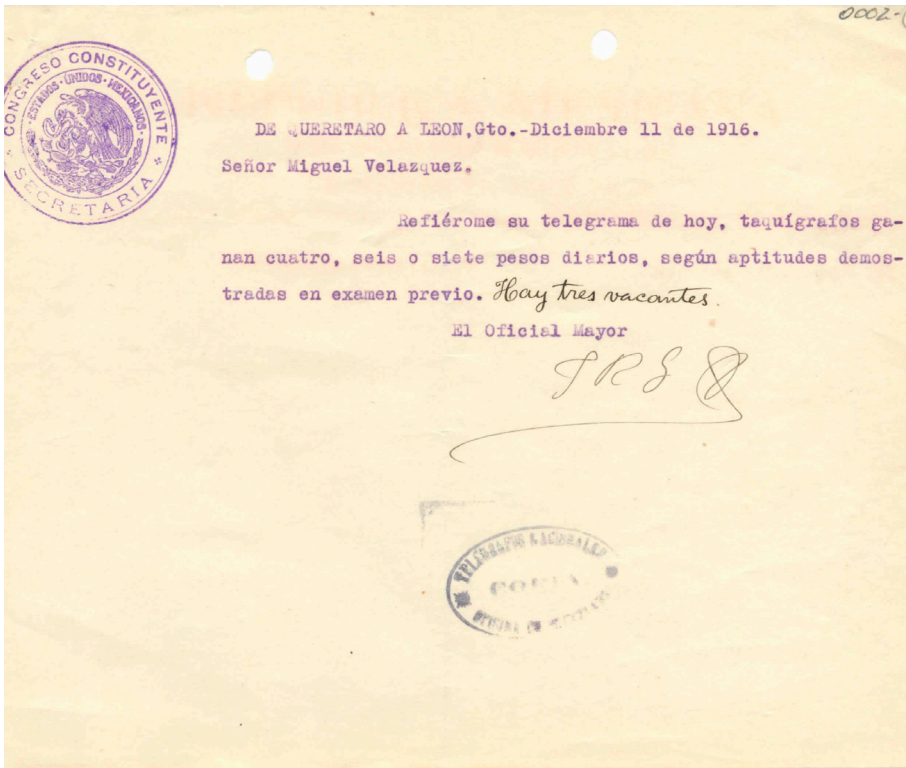 0002-
CONGRESO CONSTITUYENTE
ESTADOS-UNIDOS-MEXICANOS
SECRETARIA
DE QUERETARO A LEON,Gto.-Diciembre 11 de 1916.
Señor Miguel Velazquez.
Refiérome su telegrama de hoy, taquígrafos ga-
nan cuatro, seis o siete pesos diarios, según aptitudes demos-
tradas en examen previo. Hay tres vacantes.
El Oficial Mayor
TELEGRAFOS NACIONALES
COPIA
OFICINA DE